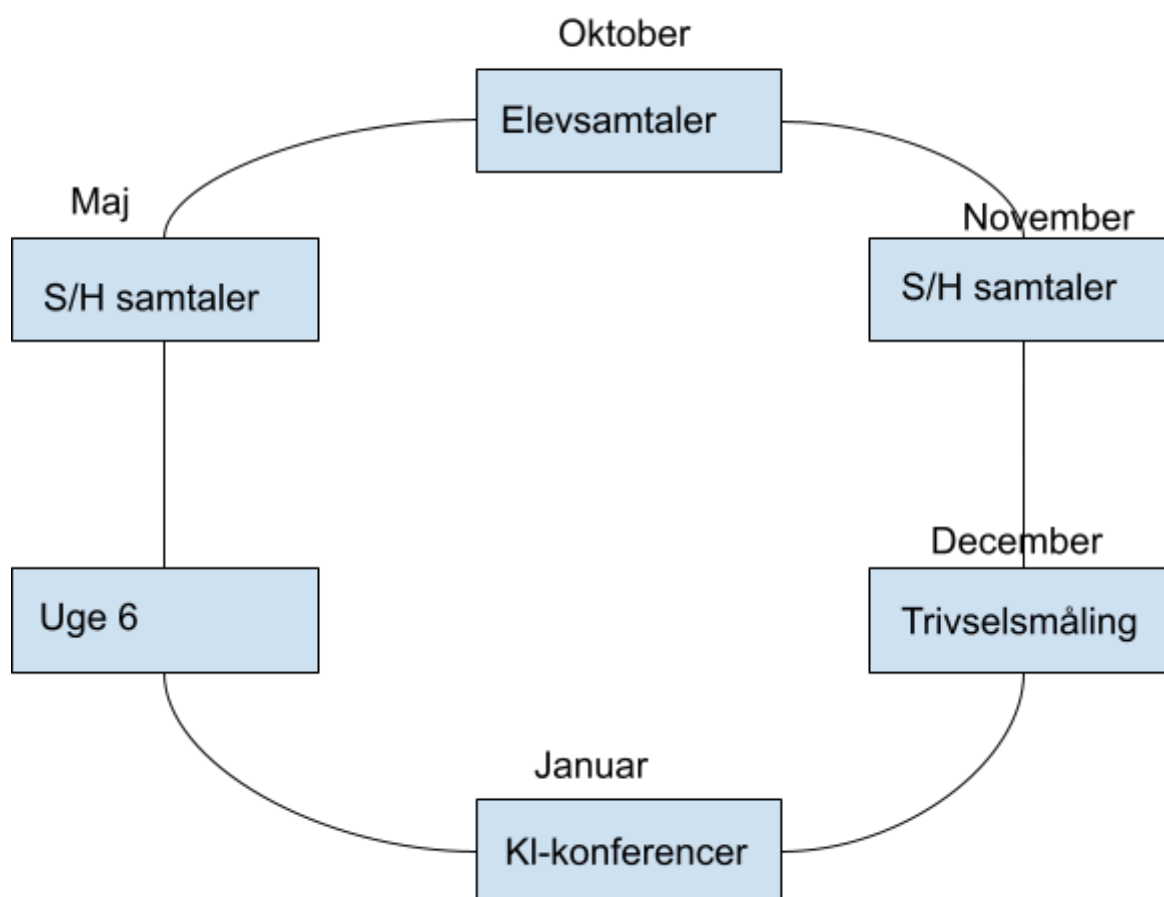 Oktober
Elevsamtaler
Maj
S/H samtaler
November
S/H samtaler
Uge 6
December
Trivselsmåling
Januar
Kl-konferencer